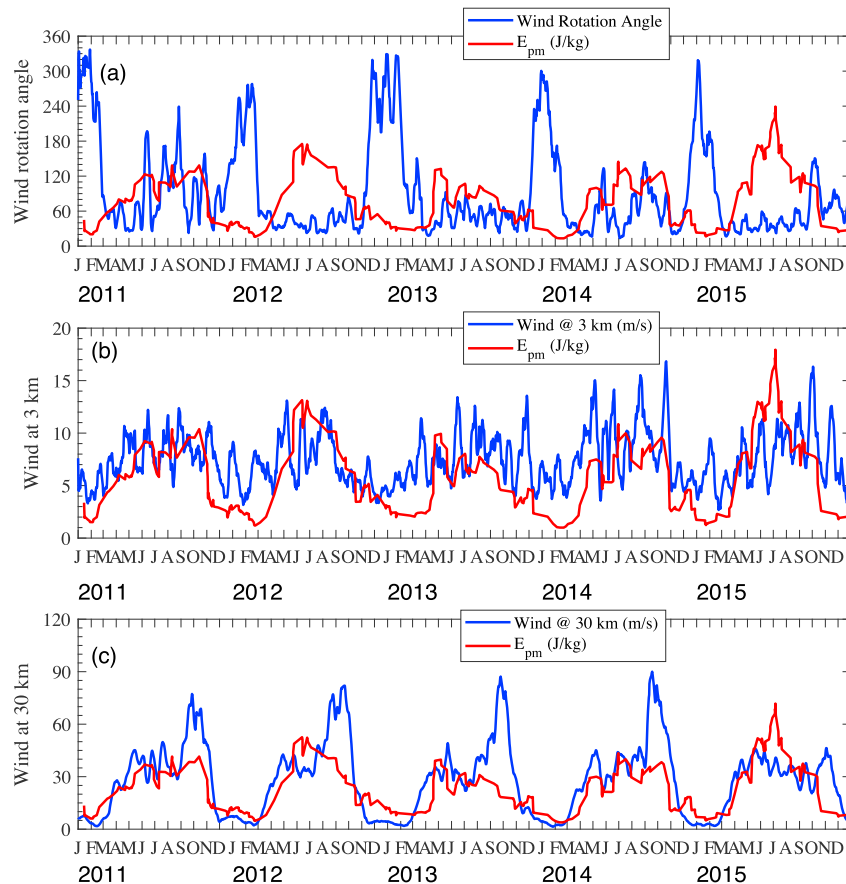 Wind Rotation Angle
E_pm (J/kg)
(a)
Wind rotation angle
360
300
240
180
120
60
0
J FMAMJ J ASOND J FMAMJ J ASOND J FMAMJ J ASOND J FMAMJ J ASOND J FMAMJ J ASOND
2011 2012 2013 2014 2015
Wind @ 3 km (m/s)
E_pm (J/kg)
(b)
Wind at 3 km
20
15
10
5
0
J FMAMJ J ASOND J FMAMJ J ASOND J FMAMJ J ASOND J FMAMJ J ASOND J FMAMJ J ASOND
2011 2012 2013 2014 2015
Wind @ 30 km (m/s)
E_pm (J/kg)
(c)
Wind at 30 km
120
90
60
30
0
J FMAMJ J ASOND J FMAMJ J ASOND J FMAMJ J ASOND J FMAMJ J ASOND J FMAMJ J ASOND
2011 2012 2013 2014 2015